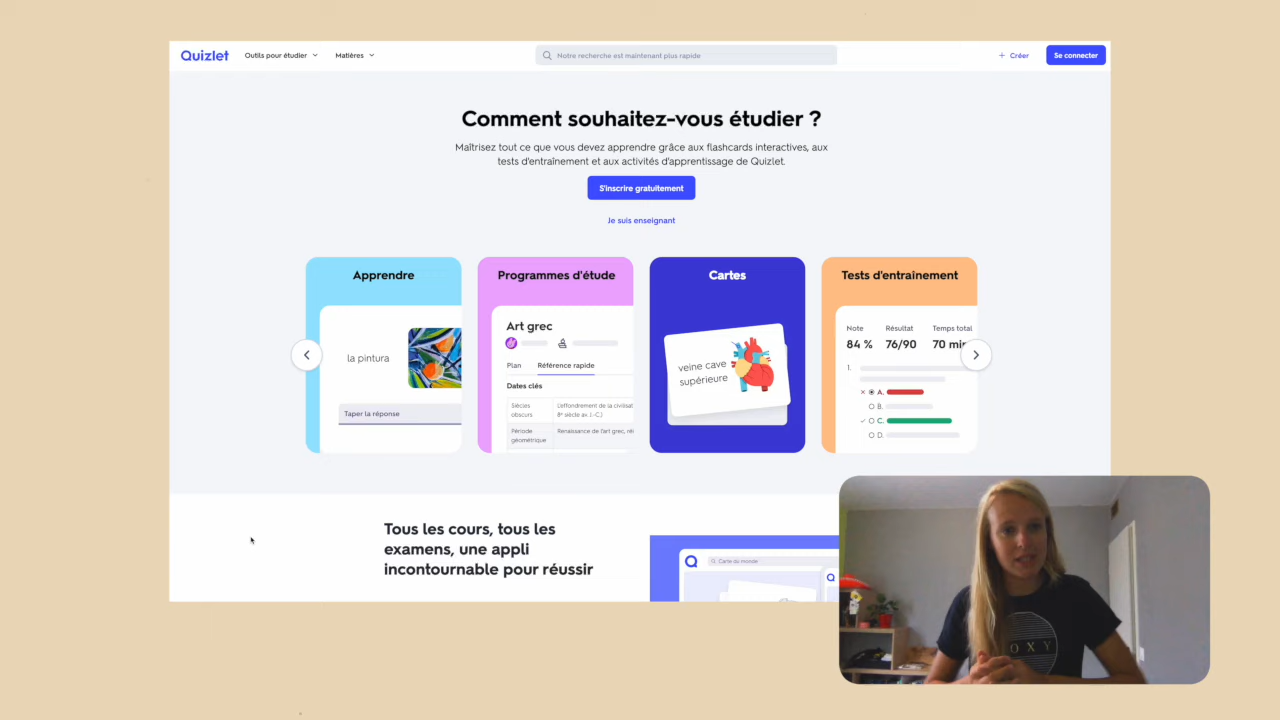 Quizlet
Outils pour étudier
Matières
Notre recherche est maintenant plus rapide
+ Créer
Se connecter
Comment souhaitez-vous étudier ?
Maîtrisez tout ce que vous devez apprendre grâce aux flashcards interactives, aux
tests d'entraînement et aux activités d'apprentissage de Quizlet.
S'inscrire gratuitement
Je suis enseignant
Apprendre
la pintura
Taper la réponse
Programmes d'étude
Art grec
Plan
Référence rapide
Dates clés
Siècles
obscurs
L'effondrement de la civilisa
8e siècle av. J.-C.)
Période
géométrique
Renaissance de l'art grec, ré
Cartes
veine cave
supérieure
Tests d'entraînement
Note
Résultat
Temps total
84 %
76/90
70 min
1.
A.
B.
C.
D.
Tous les cours, tous les
examens, une appli
incontournable pour réussir
Carte du monde
OXY